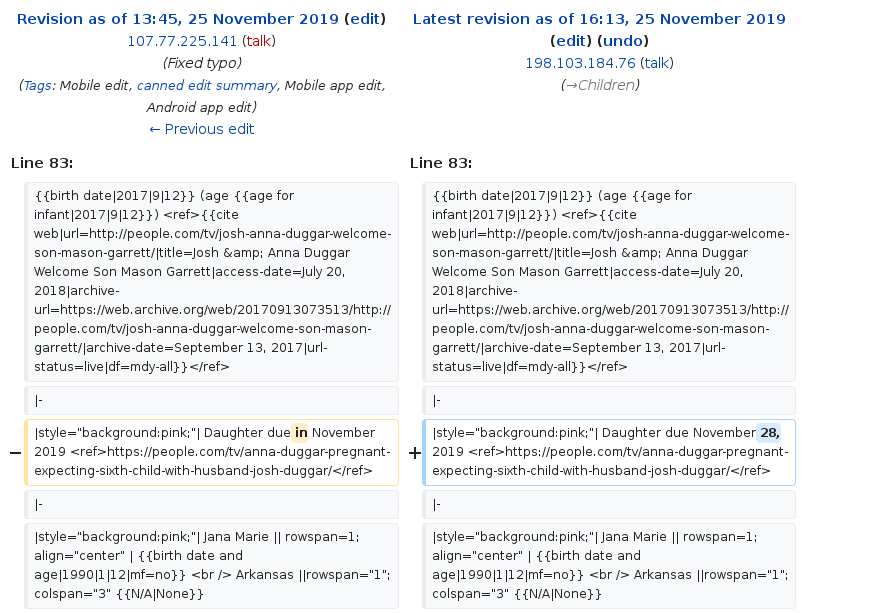 Revision as of 13:45, 25 November 2019 (edit)
107.77.225.141 (talk)
(Fixed typo)
(Tags: Mobile edit, canned edit summary, Mobile app edit,
Android app edit)
← Previous edit
Latest revision as of 16:13, 25 November 2019
(edit) (undo)
198.103.184.76 (talk)
(→Children)
Line 83:
Line 83:
{{birth date|2017|9|12}} (age {{age for
infant|2017|9|12}}) <ref>{{cite
web|url=http://people.com/tv/josh-anna-duggar-welcome-
son-mason-garrett/|title=Josh &amp; Anna Duggar
Welcome Son Mason Garrett|access-date=July 20,
2018|archive-
url=https://web.archive.org/web/20170913073513/http://
people.com/tv/josh-anna-duggar-welcome-son-mason-
garrett/|archive-date=September 13, 2017|url-
status=live|df=mdy-all}}</ref>
{{birth date|2017|9|12}} (age {{age for
infant|2017|9|12}}) <ref>{{cite
web|url=http://people.com/tv/josh-anna-duggar-welcome-
son-mason-garrett/|title=Josh &amp; Anna Duggar
Welcome Son Mason Garrett|access-date=July 20,
2018|archive-
url=https://web.archive.org/web/20170913073513/http://
people.com/tv/josh-anna-duggar-welcome-son-mason-
garrett/|archive-date=September 13, 2017|url-
status=live|df=mdy-all}}</ref>
|-
|-
− |style="background:pink;"| Daughter due in November
2019 <ref>https://people.com/tv/anna-duggar-pregnant-
expecting-sixth-child-with-husband-josh-duggar/</ref>
+ |style="background:pink;"| Daughter due November 28,
2019 <ref>https://people.com/tv/anna-duggar-pregnant-
expecting-sixth-child-with-husband-josh-duggar/</ref>
|-
|-
|style="background:pink;"| Jana Marie || rowspan=1;
align="center" | {{birth date and
age|1990|1|12|mf=no}} <br /> Arkansas ||rowspan="1";
colspan="3" {{N/A|None}}
|style="background:pink;"| Jana Marie || rowspan=1;
align="center" | {{birth date and
age|1990|1|12|mf=no}} <br /> Arkansas ||rowspan="1";
colspan="3" {{N/A|None}}